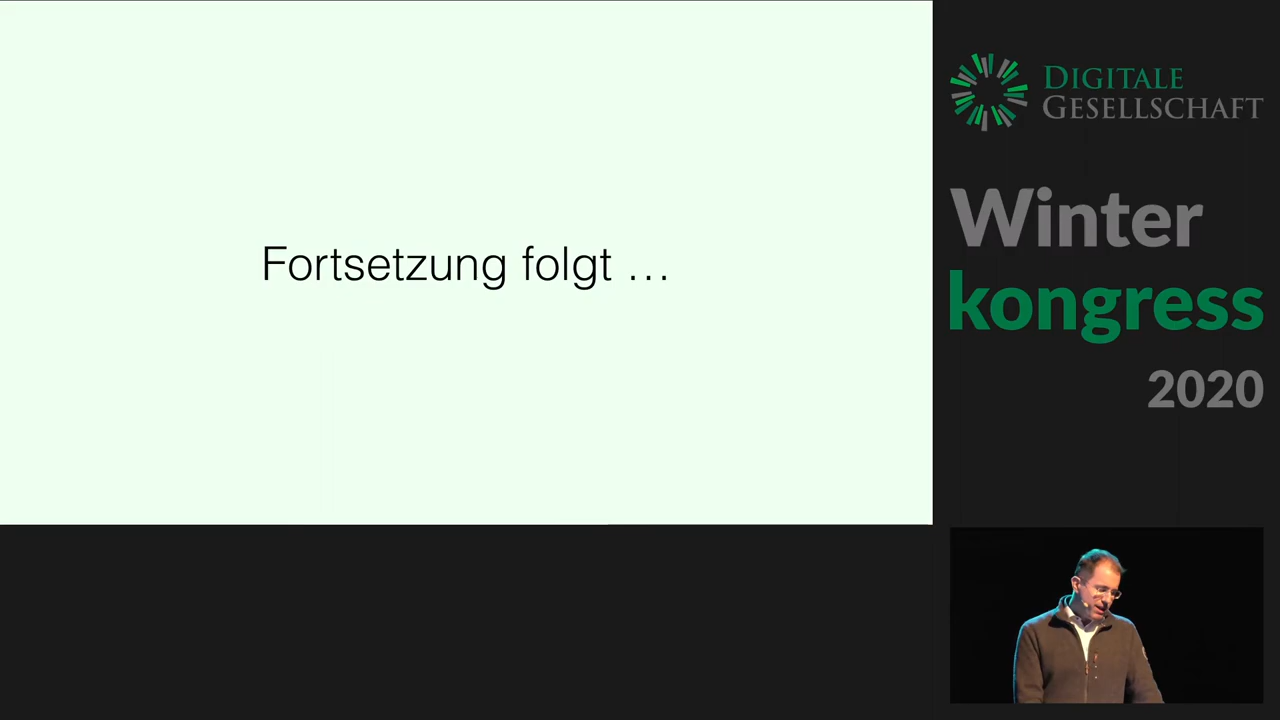 Fortsetzung folgt …
DIGITALE
GESELLSCHAFT
Winter
kongress
2020